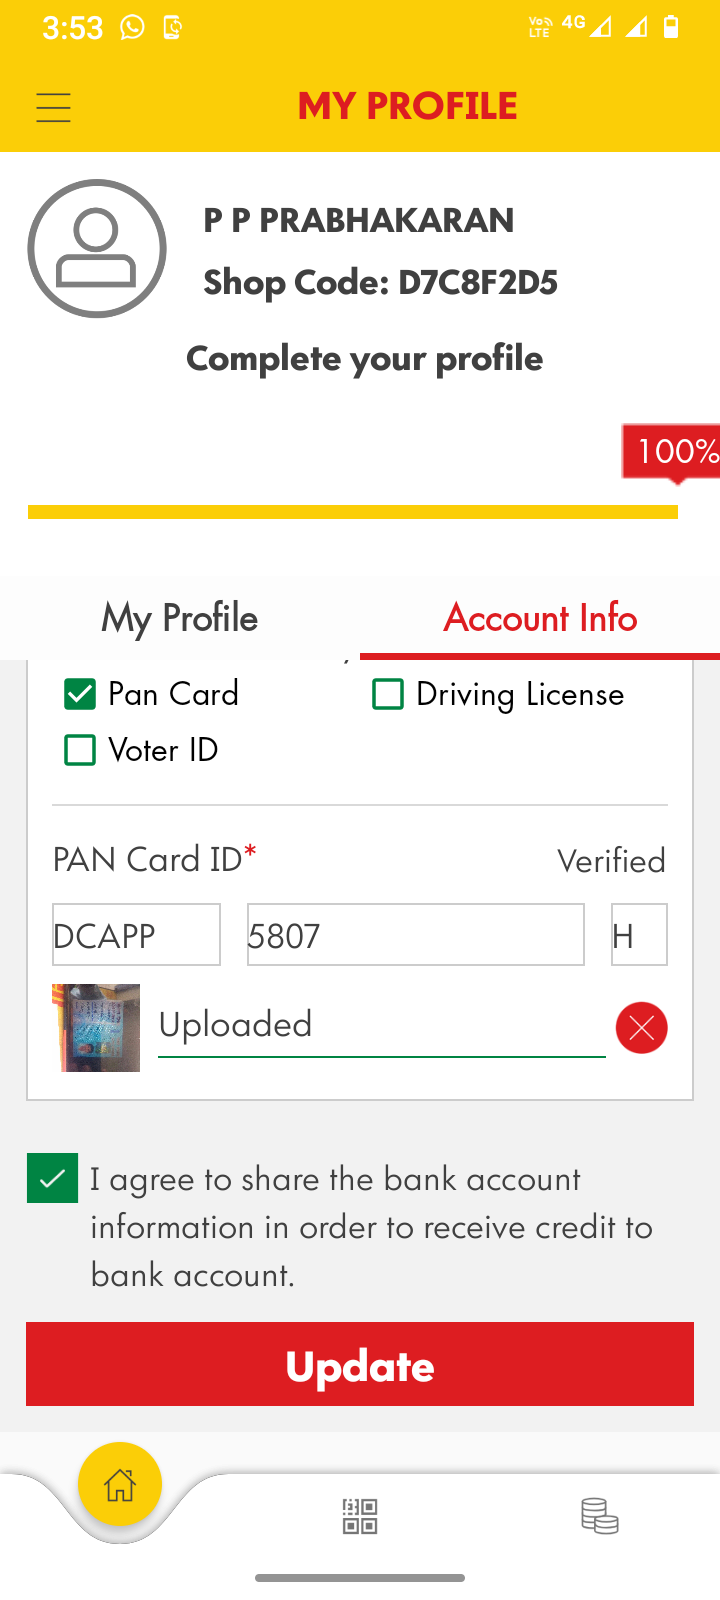 3:53
Vo LTE 4G
MY PROFILE
P P PRABHAKARAN
Shop Code: D7C8F2D5
Complete your profile
100%
My Profile Account Info
Pan Card Driving License
Voter ID
PAN Card ID* Verified
DCAPP 5807 H
Uploaded
I agree to share the bank account
information in order to receive credit to
bank account.
Update